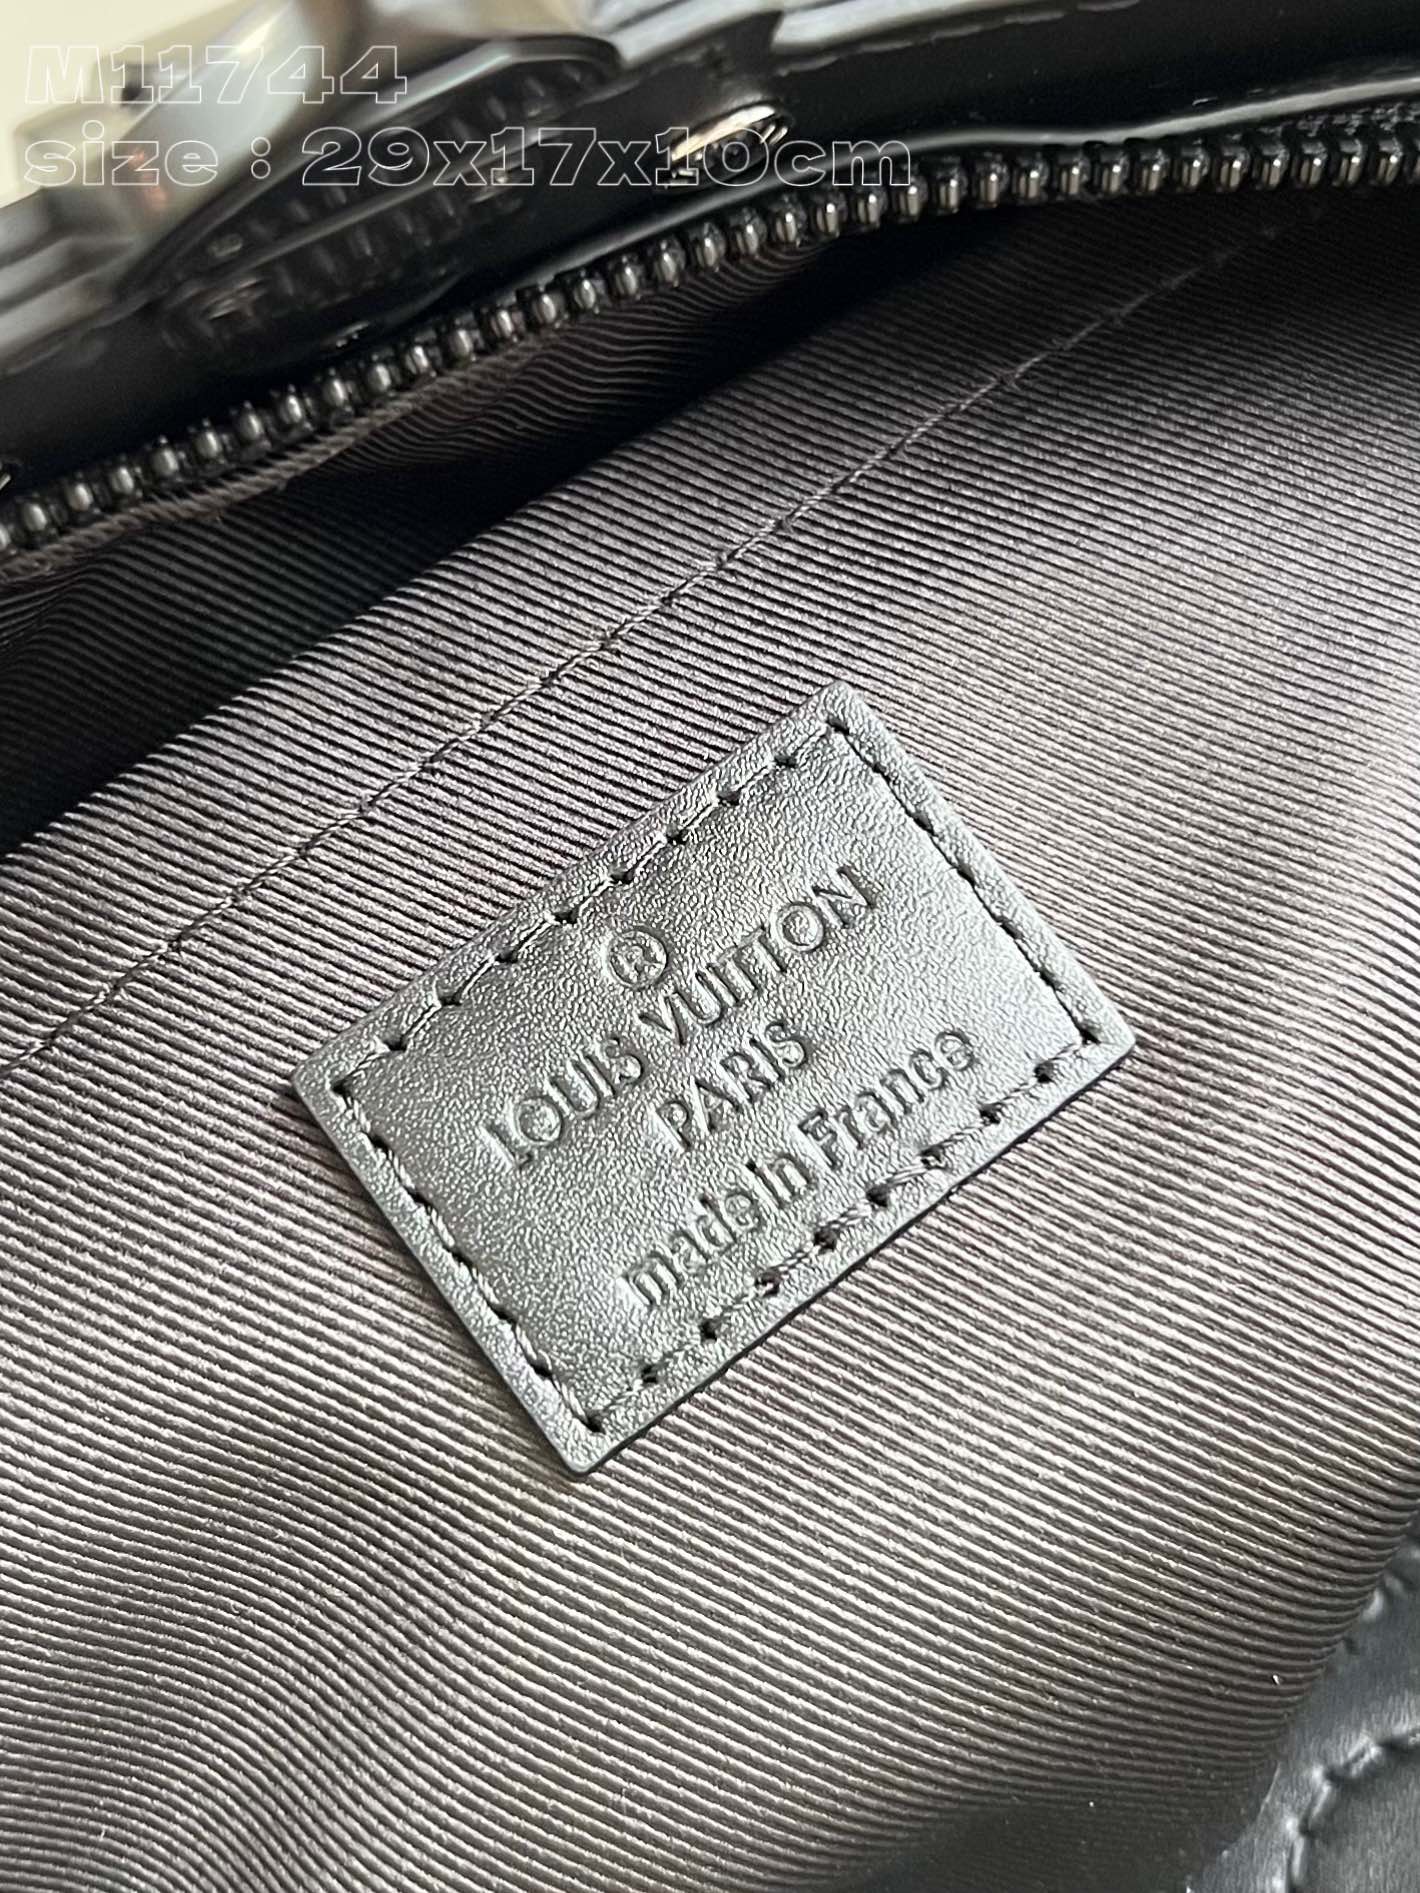 M11744
size : 29x17x10cm
®
LOUIS VUITTON
PARIS
made in France